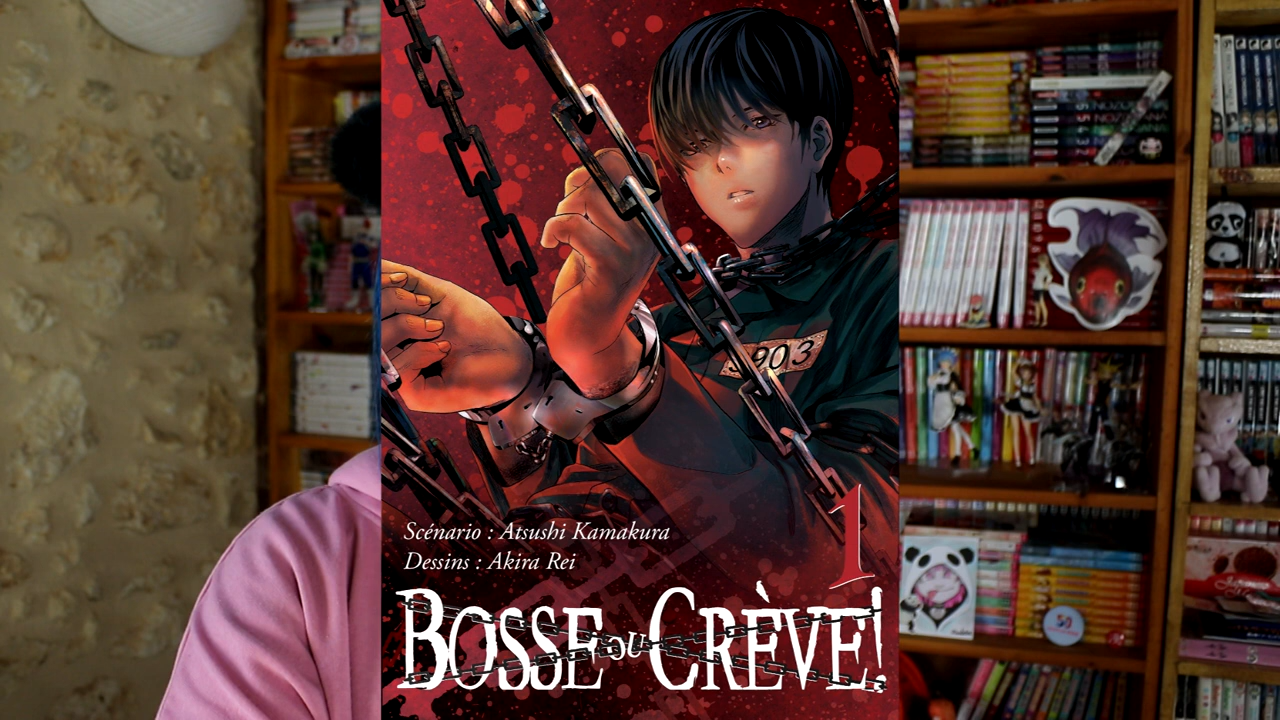 903
1
Scénario : Atsushi Kamakura
Dessins : Akira Rei
BOSSE OU CRÈVE!